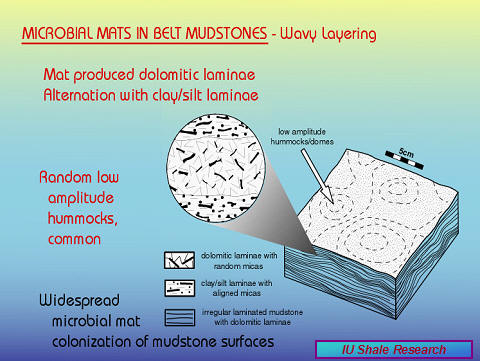 MICROBIAL MATS IN BELT MUDSTONES - Wavy Layering
Mat produced dolomitic laminae
Alternation with clay/silt laminae
low amplitude
hummocks/domes
5cm
Random low
amplitude
hummocks,
common
dolomitic laminae with
random micas
clay/silt laminae with
aligned micas
irregular laminated mudstone
with dolomitic laminae
Widespread
microbial mat
colonization of mudstone surfaces
IU Shale Research